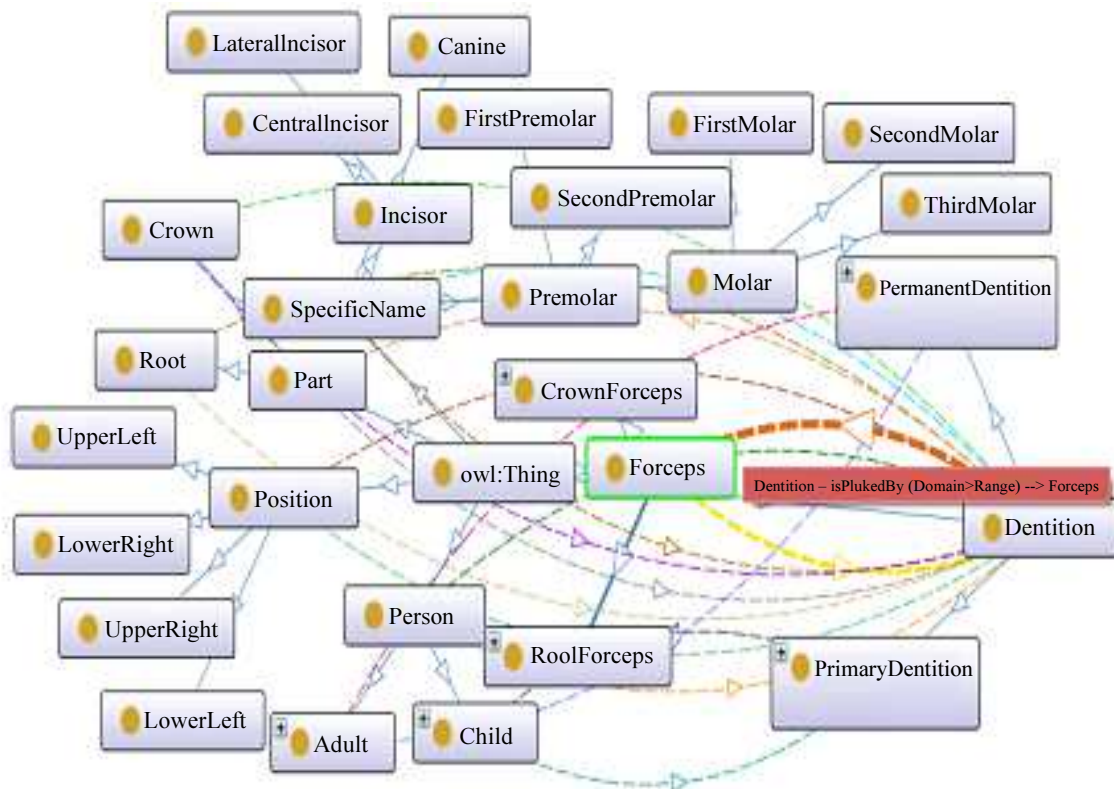 LateralIncisor
Canine
CentralIncisor
FirstPremolar
FirstMolar
SecondMolar
SecondPremolar
ThirdMolar
Crown
Incisor
SpecificName
Premolar
Molar
PermanentDentition
Root
Part
CrownForceps
UpperLeft
Position
owl:Thing
Forceps
Dentition – isPlukedBy (Domain>Range) --> Forceps
Dentition
LowerRight
UpperRight
Person
RoolForceps
PrimaryDentition
LowerLeft
Adult
Child